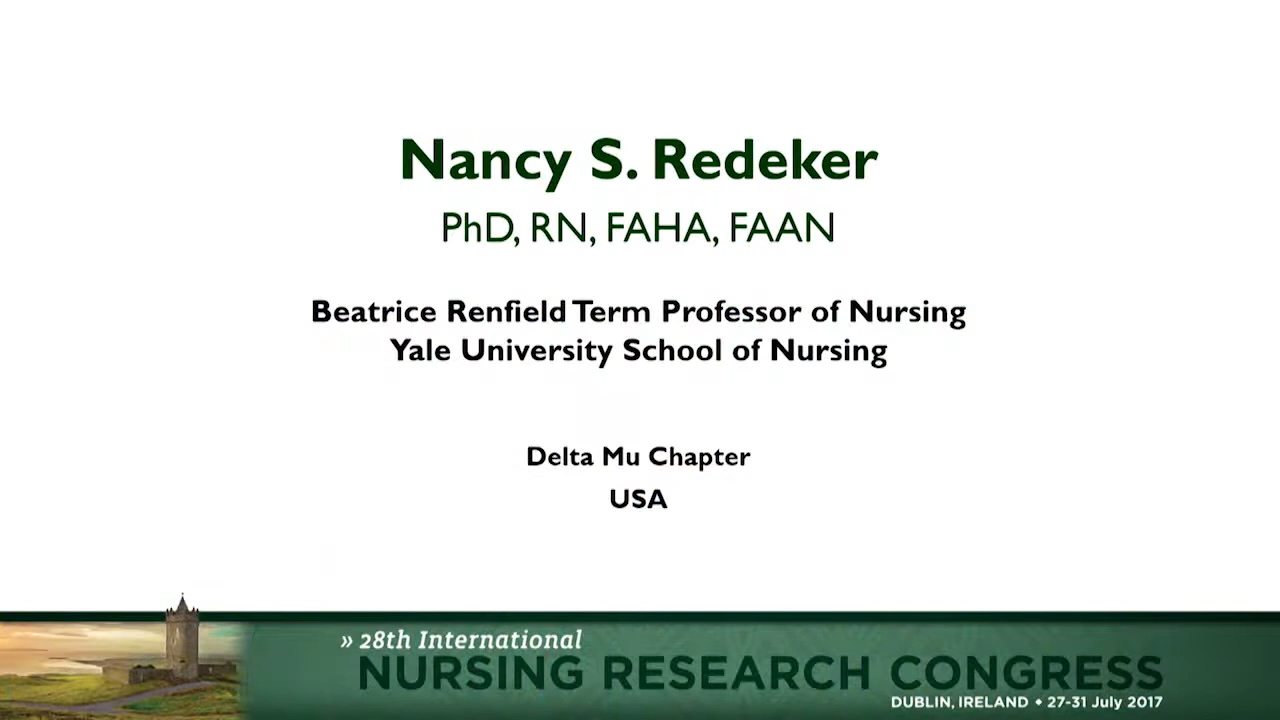 Nancy S. Redeker
PhD, RN, FAHA, FAAN
Beatrice Renfield Term Professor of Nursing
Yale University School of Nursing
Delta Mu Chapter
USA
» 28th International
NURSING RESEARCH CONGRESS
DUBLIN, IRELAND • 27-31 July 2017